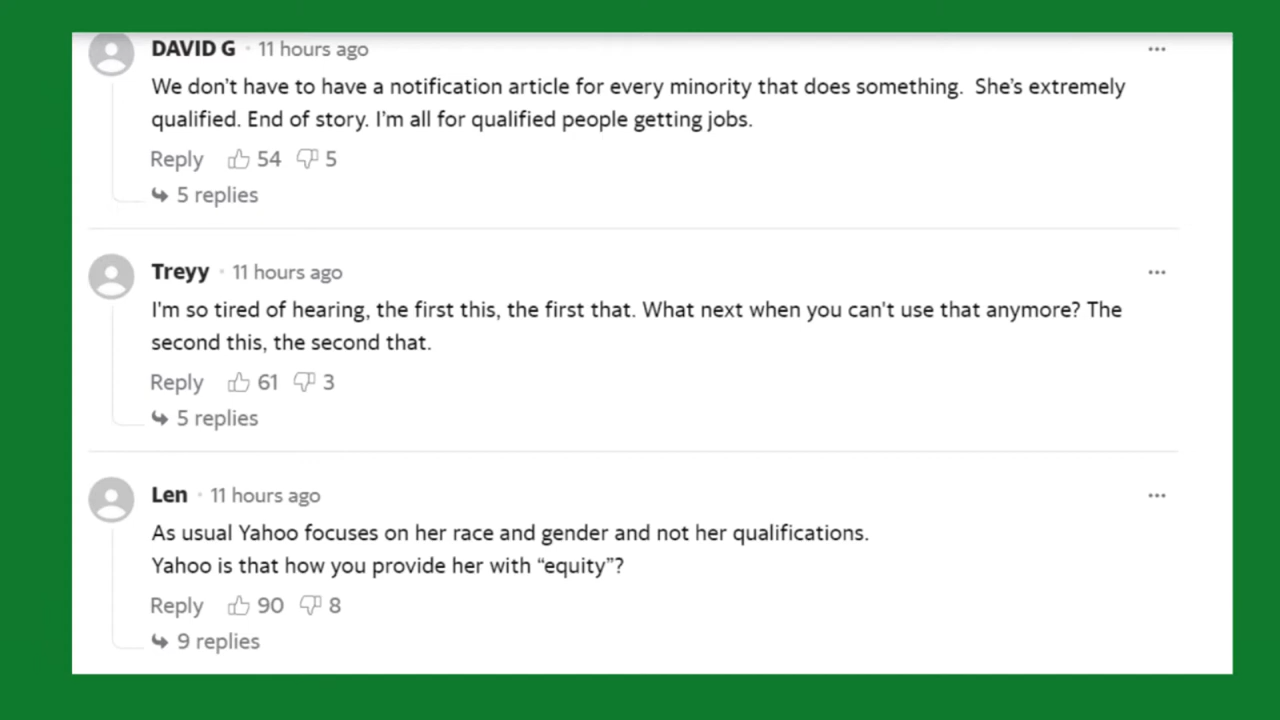 DAVID G · 11 hours ago
We don't have to have a notification article for every minority that does something.  She's extremely
qualified. End of story. I'm all for qualified people getting jobs.
Reply 54 5
5 replies
Treyy · 11 hours ago
I'm so tired of hearing, the first this, the first that. What next when you can't use that anymore? The
second this, the second that.
Reply 61 3
5 replies
Len · 11 hours ago
As usual Yahoo focuses on her race and gender and not her qualifications.
Yahoo is that how you provide her with “equity”?
Reply 90 8
9 replies